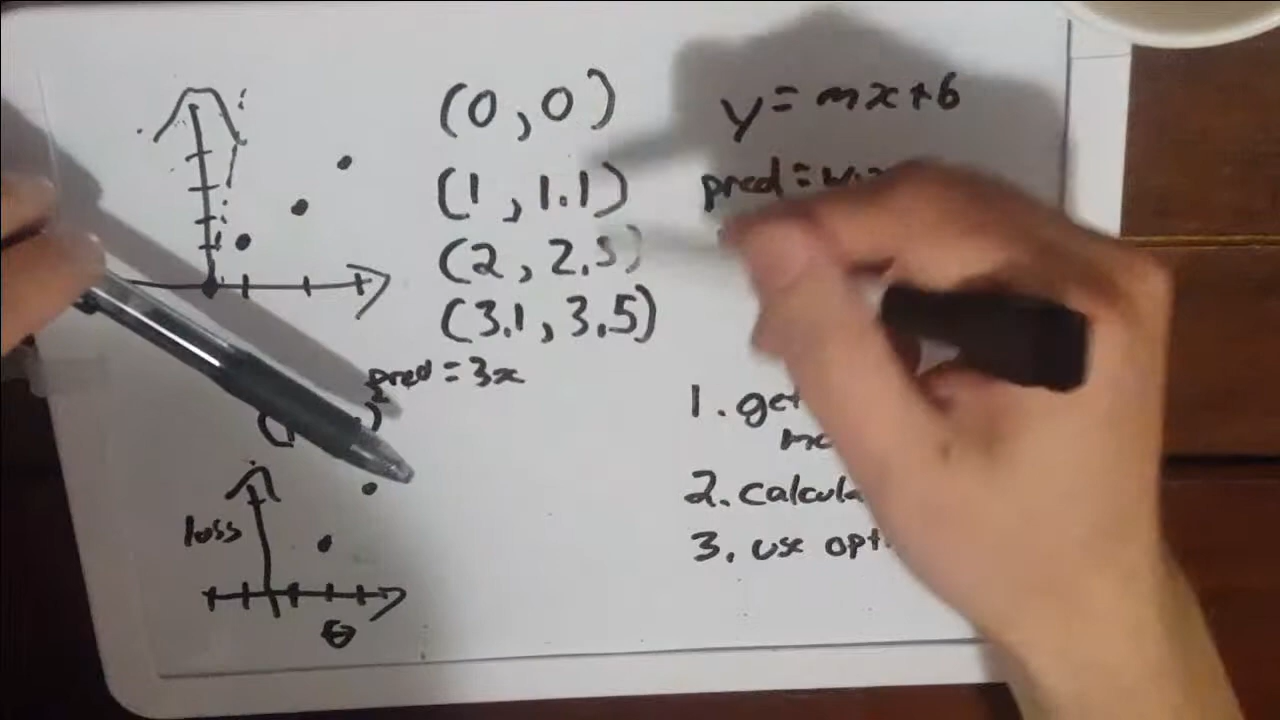 (0,0)
(1,1.1)
(2,2.5)
(3.1,3.5)
pred = 3x
loss
θ
y = mx+b
pred =
1. get
2. calcula
3. use opt